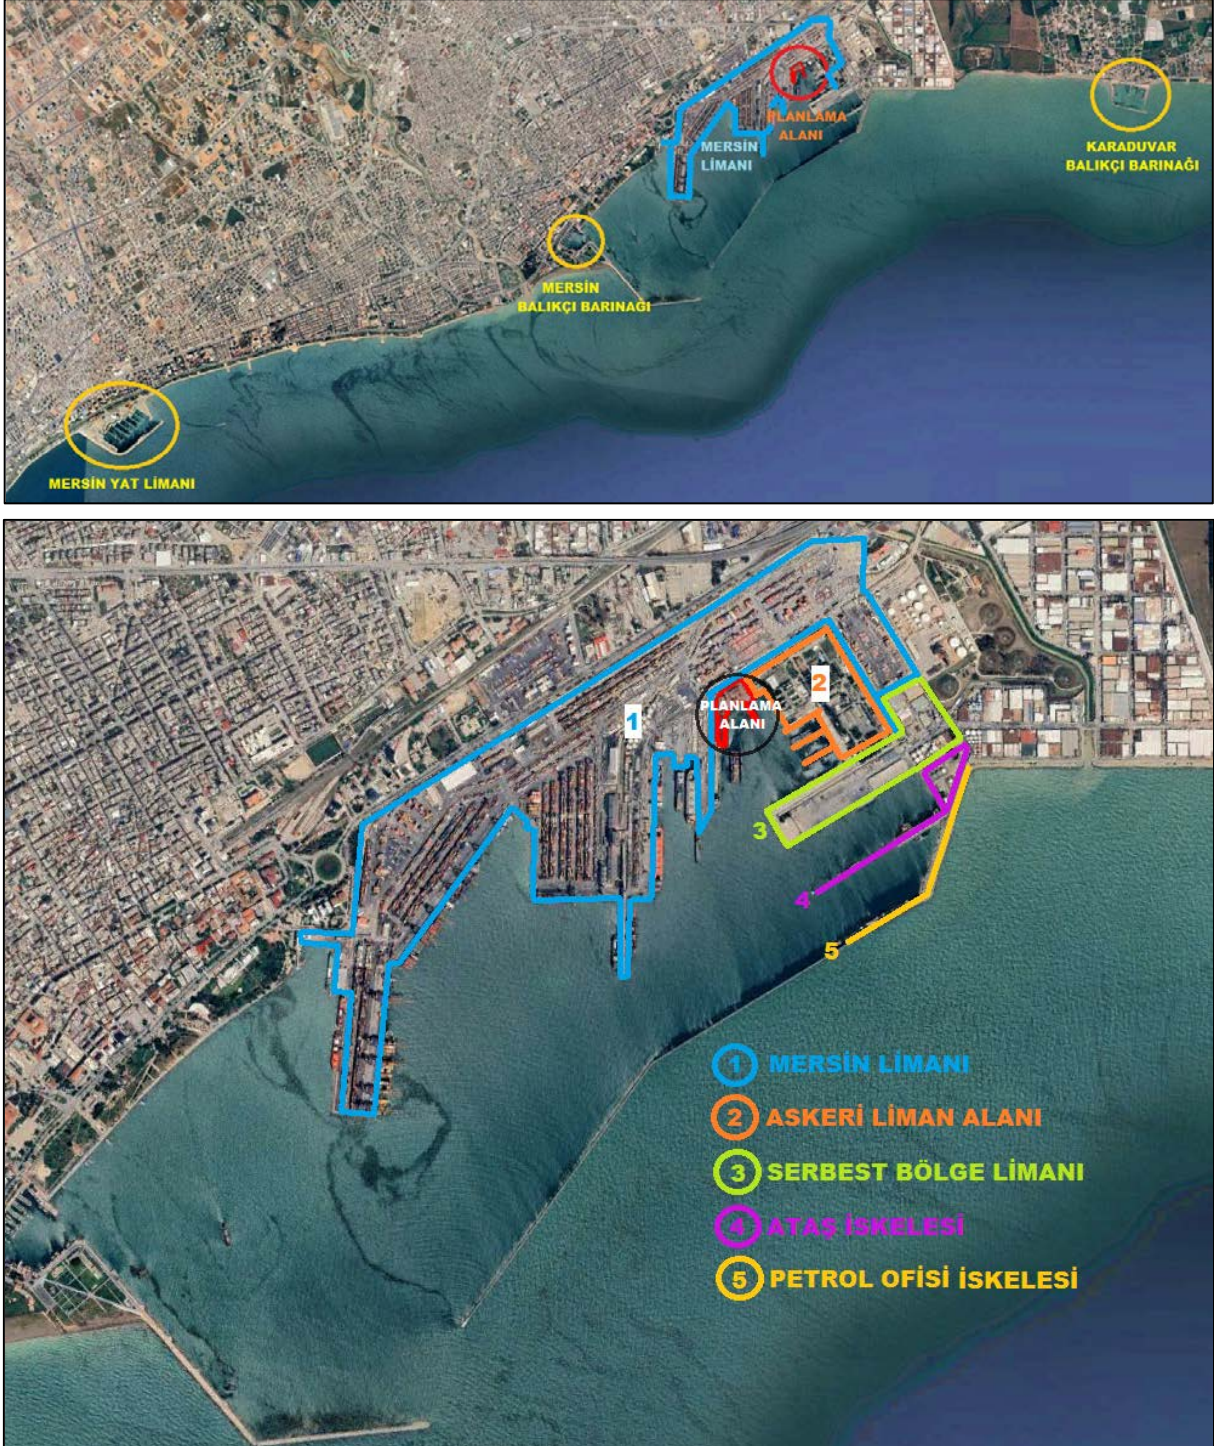 PLANLAMA
ALANI
MERSİN
LİMANI
KARADUVAR
BALIKÇI BARINAĞI
MERSİN
BALIKÇI BARINAĞI
MERSİN YAT LİMANI
2
PLANLAMA
ALANI
1
3
4
5
1 MERSİN LİMANI
2 ASKERİ LİMAN ALANI
3 SERBEST BÖLGE LİMANI
4 ATAŞ İSKELESİ
5 PETROL OFİSİ İSKELESİ